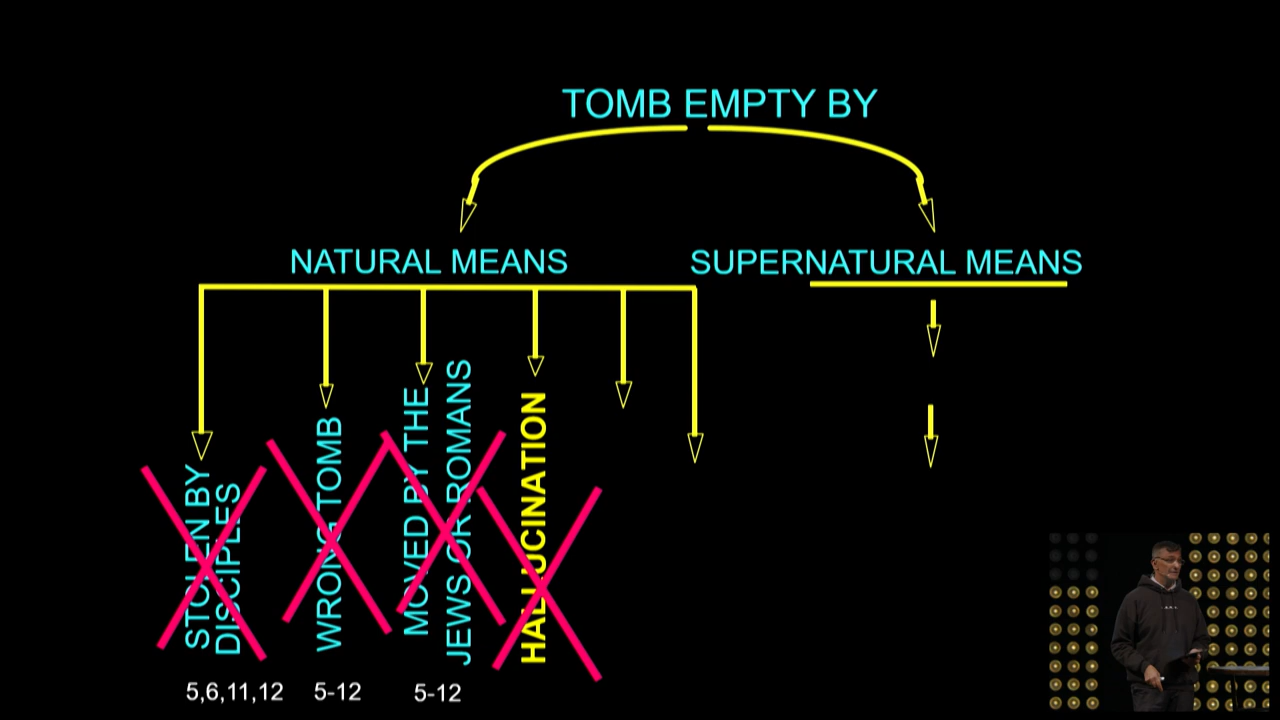 TOMB EMPTY BY
NATURAL MEANS
SUPERNATURAL MEANS
STOLEN BY
DISCIPLES
WRONG TOMB
MOVED BY THE
JEWS OR ROMANS
HALLUCINATION
5,6,11,12
5-12
5-12